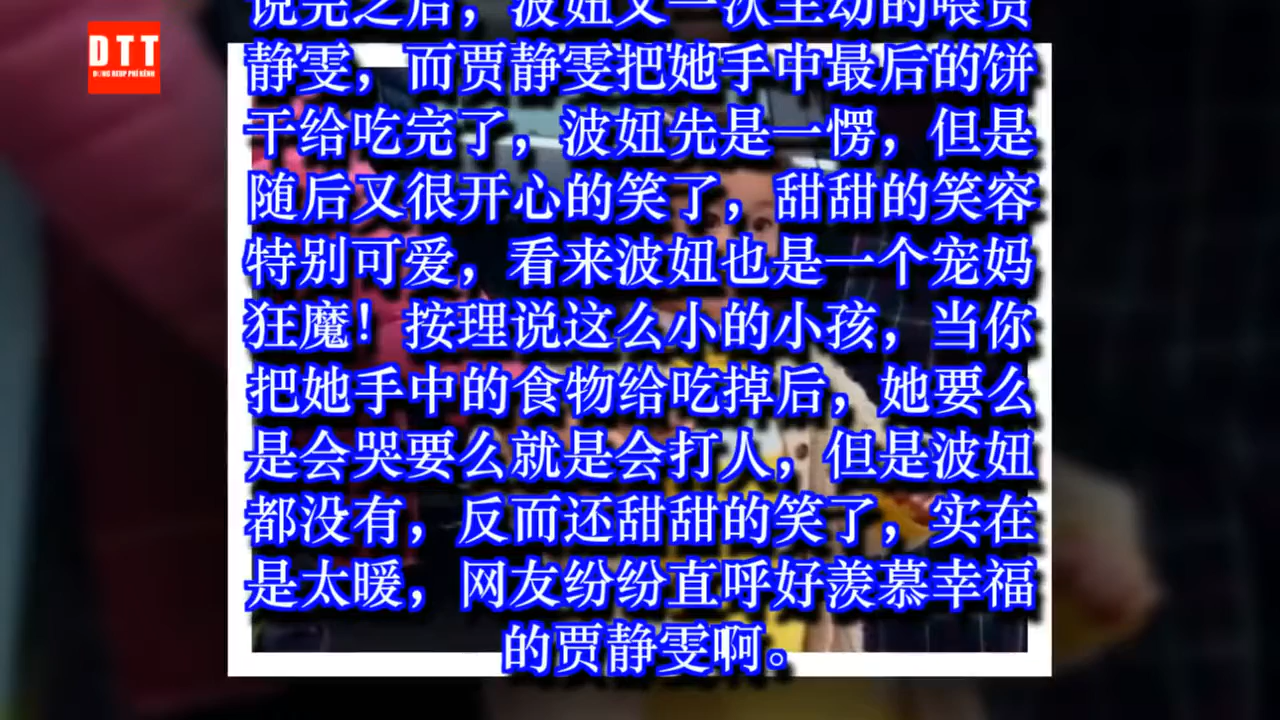 DTT
ĐỪNG REUP PHÍ KÊNH
说完之后，波妞又一次主动的喂贾
静雯，而贾静雯把她手中最后的饼
干给吃完了，波妞先是一愣，但是
随后又很开心的笑了，甜甜的笑容
特别可爱，看来波妞也是一个宠妈
狂魔！按理说这么小的小孩，当你
把她手中的食物给吃掉后，她要么
是会哭要么就是会打人，但是波妞
都没有，反而还甜甜的笑了，实在
是太暖，网友纷纷直呼好羡慕幸福
的贾静雯啊。